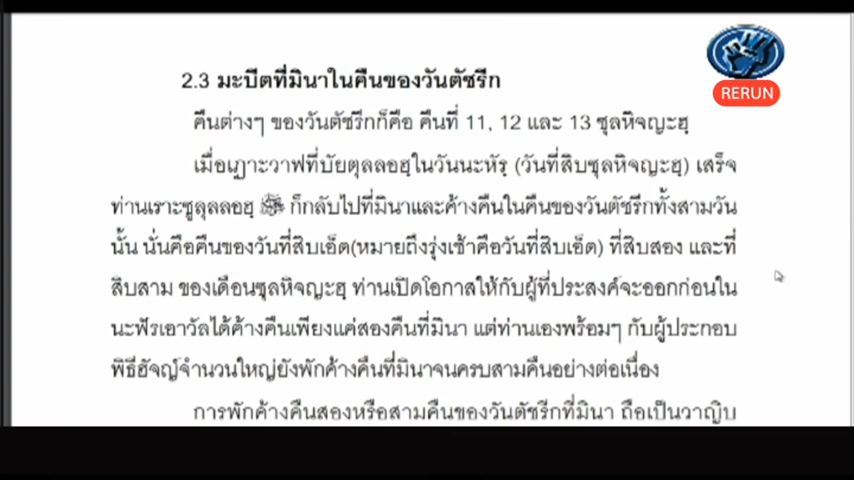 RERUN
2.3 มะบีตที่มินาในคืนของวันตัชรีก
คืนต่างๆ ของวันตัชรีกก็คือ คืนที่ 11, 12 และ 13 ซุลหิจญะฮฺ
เมื่อเฏาะวาฟที่บัยตุลลอฮฺในวันนะหัรฺ (วันที่สิบซุลหิจญะฮฺ) เสร็จ
ท่านเราะซูลุลลอฮฺ ﷺ ก็กลับไปที่มินาและค้างคืนในคืนของวันตัชรีกทั้งสามวัน
นั้น นั่นคือคืนของวันที่สิบเอ็ด(หมายถึงรุ่งเช้าคือวันที่สิบเอ็ด) ที่สิบสอง และที่
สิบสาม ของเดือนซุลหิจญะฮฺ ท่านเปิดโอกาสให้กับผู้ที่ประสงค์จะออกก่อนใน
นะฟัรเอาวัลได้ค้างคืนเพียงแค่สองคืนที่มินา แต่ท่านเองพร้อมๆ กับผู้ประกอบ
พิธีฮัจญ์จำนวนใหญ่ยังพักค้างคืนที่มินาจนครบสามคืนอย่างต่อเนื่อง
การพักค้างคืนสองหรือสามคืนของวันตัชรีกที่มินา ถือเป็นวาญิบ